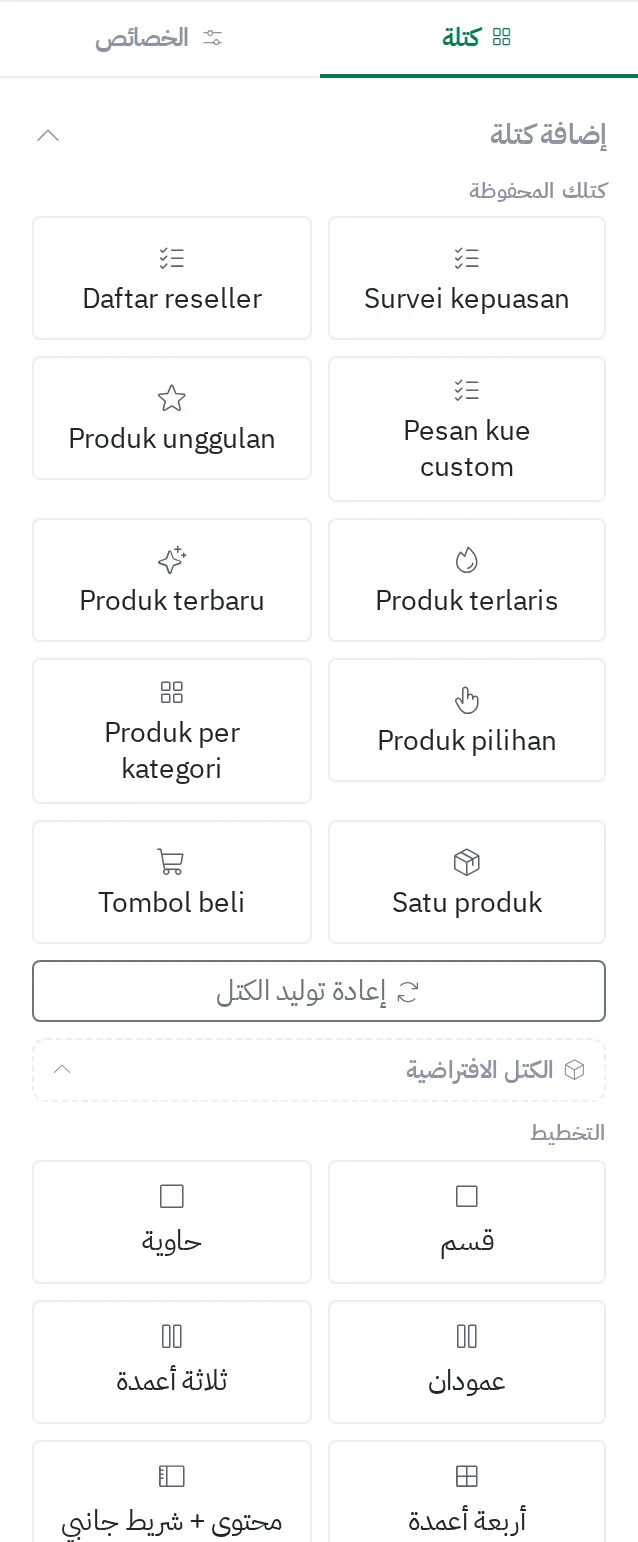 كتلة
الخصائص
إضافة كتلة
كتلك المحفوظة
Survei kepuasan
Daftar reseller
Pesan kue
custom
Produk unggulan
Produk terlaris
Produk terbaru
Produk pilihan
Produk per
kategori
Satu produk
Tombol beli
إعادة توليد الكتل
الكتل الافتراضية
التخطيط
قسم
حاوية
عمودان
ثلاثة أعمدة
أربعة أعمدة
محتوى + شريط جانبي